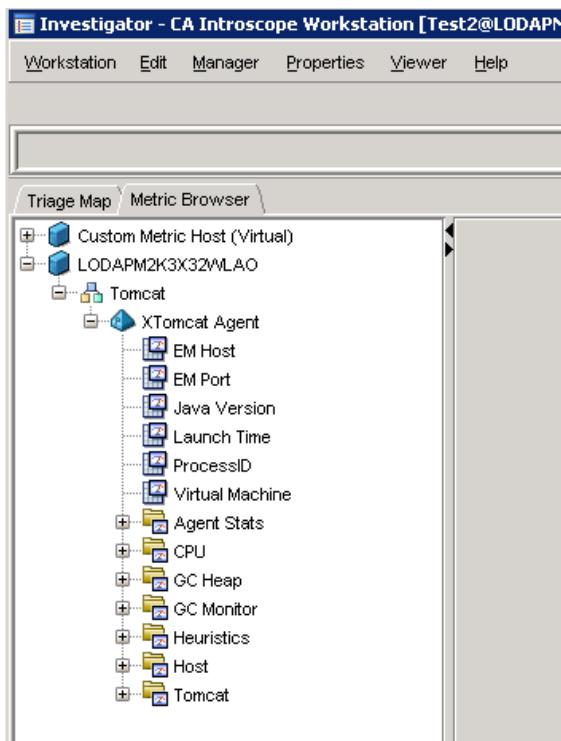 Investigator - CA Introscope Workstation [Test2@LODAPM
Workstation Edit Manager Properties Viewer Help
Triage Map Metric Browser
Custom Metric Host (Virtual)
LODAPM2K3X32WLAO
Tomcat
XTomcat Agent
EM Host
EM Port
Java Version
Launch Time
ProcessID
Virtual Machine
Agent Stats
CPU
GC Heap
GC Monitor
Heuristics
Host
Tomcat